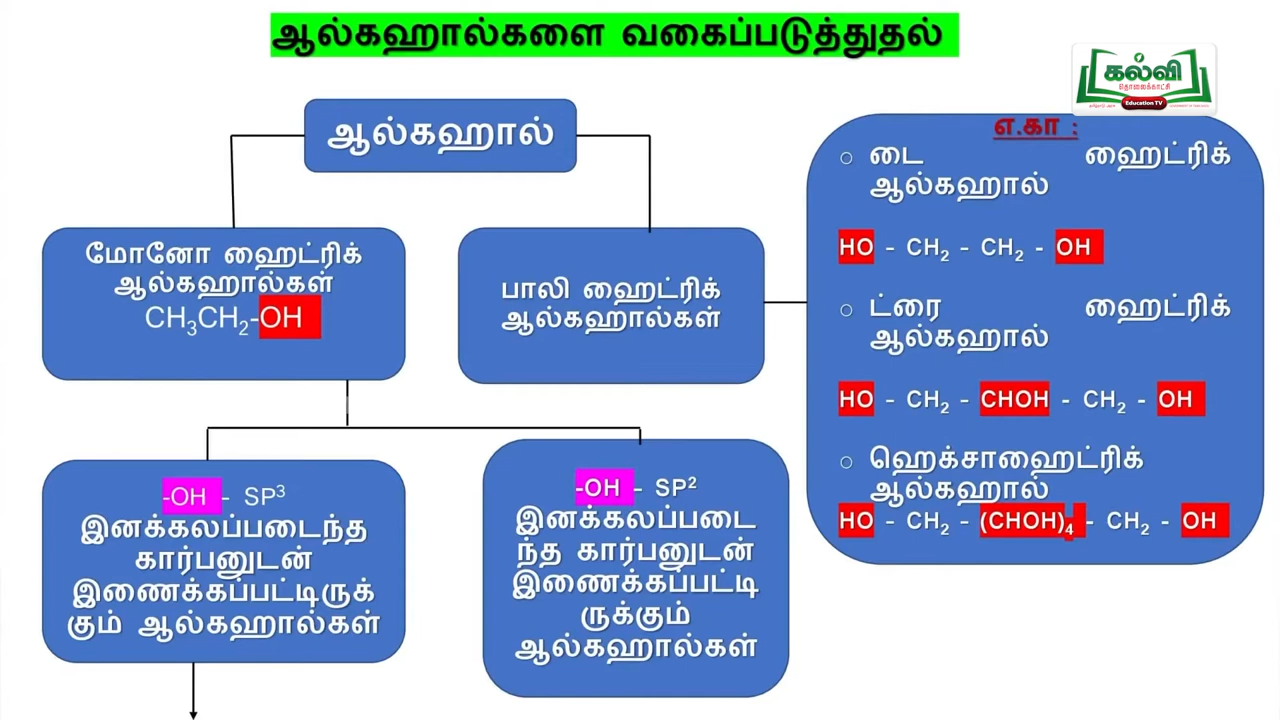 ஆல்கஹால்களை வகைப்படுத்துதல்
கல்வி
தொலைக்காட்சி
Education TV
ஆல்கஹால்
மோனோ ஹைட்ரிக்
ஆல்கஹால்கள்
CH₃CH₂-OH
பாலி ஹைட்ரிக்
ஆல்கஹால்கள்
எ.கா :
○ டை ஹைட்ரிக்
ஆல்கஹால்
HO – CH₂ – CH₂ - OH
○ ட்ரை ஹைட்ரிக்
ஆல்கஹால்
HO – CH₂ – CHOH - CH₂ - OH
○ ஹெக்சாஹைட்ரிக்
ஆல்கஹால்
HO – CH₂ – (CHOH)₄ - CH₂ - OH
-OH - SP³
இனக்கலப்படைந்த
கார்பனுடன்
இணைக்கப்பட்டிருக்
கும் ஆல்கஹால்கள்
-OH - SP²
இனக்கலப்படை
ந்த கார்பனுடன்
இணைக்கப்பட்டி
ருக்கும்
ஆல்கஹால்கள்